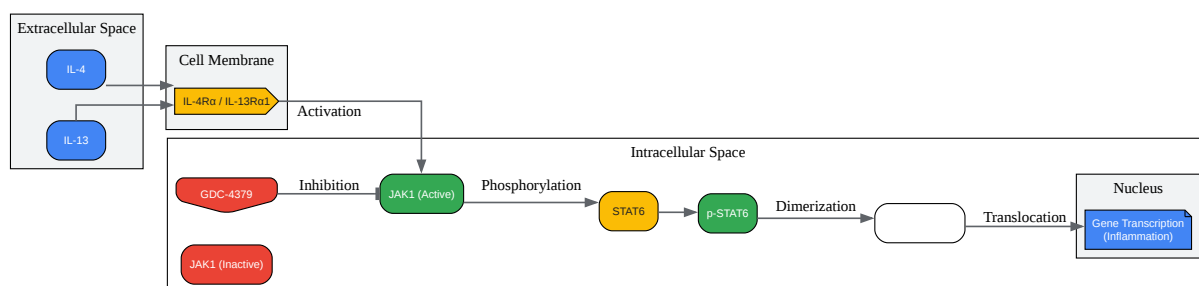 Extracellular Space
IL-4
IL-13
Cell Membrane
IL-4Rα / IL-13Rα1
Activation
Intracellular Space
GDC-4379
Inhibition
JAK1 (Active)
Phosphorylation
STAT6
p-STAT6
Dimerization
Translocation
Nucleus
Gene Transcription
(Inflammation)
JAK1 (Inactive)